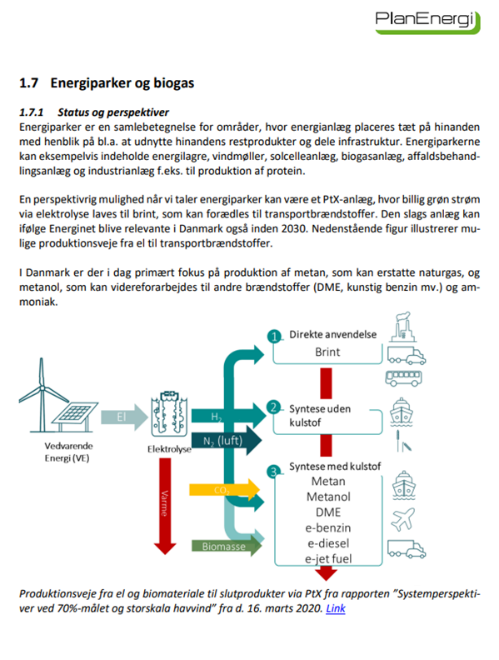 PlanEnergi
1.7 Energiparker og biogas
1.7.1 Status og perspektiver
Energiparker er en samlebetegnelse for områder, hvor energianlæg placeres tæt på hinanden
med henblik på bl.a. at udnytte hinandens restprodukter og dele infrastruktur. Energiparkerne
kan eksempelvis indeholde energilagre, vindmøller, solcelleanlæg, biogasanlæg, affaldsbehand-
lingsanlæg og industrianlæg f.eks. til produktion af protein.
En perspektivrig mulighed når vi taler energiparker kan være et PtX-anlæg, hvor billig grøn strøm
via elektrolyse laves til brint, som kan forædles til transportbrændstoffer. Den slags anlæg kan
ifølge Energinet blive relevante i Danmark også inden 2030. Nedenstående figur illustrerer mu-
lige produktionsveje fra el til transportbrændstoffer.
I Danmark er der i dag primært fokus på produktion af metan, som kan erstatte naturgas, og
metanol, som kan videreforarbejdes til andre brændstoffer (DME, kunstig benzin mv.) og am-
moniak.
1 Direkte anvendelse
Brint
El
H₂
2 Syntese uden
kulstof
N₂ (luft)
Vedvarende
Energi (VE)
Elektrolyse
Varme
3 Syntese med kulstof
Metan
Metanol
DME
e-benzin
e-diesel
e-jet fuel
CO₂
Biomasse
Produktionsveje fra el og biomateriale til slutprodukter via PtX fra rapporten ”Systemperspekti-
ver ved 70%-målet og storskala havvind” fra d. 16. marts 2020. Link